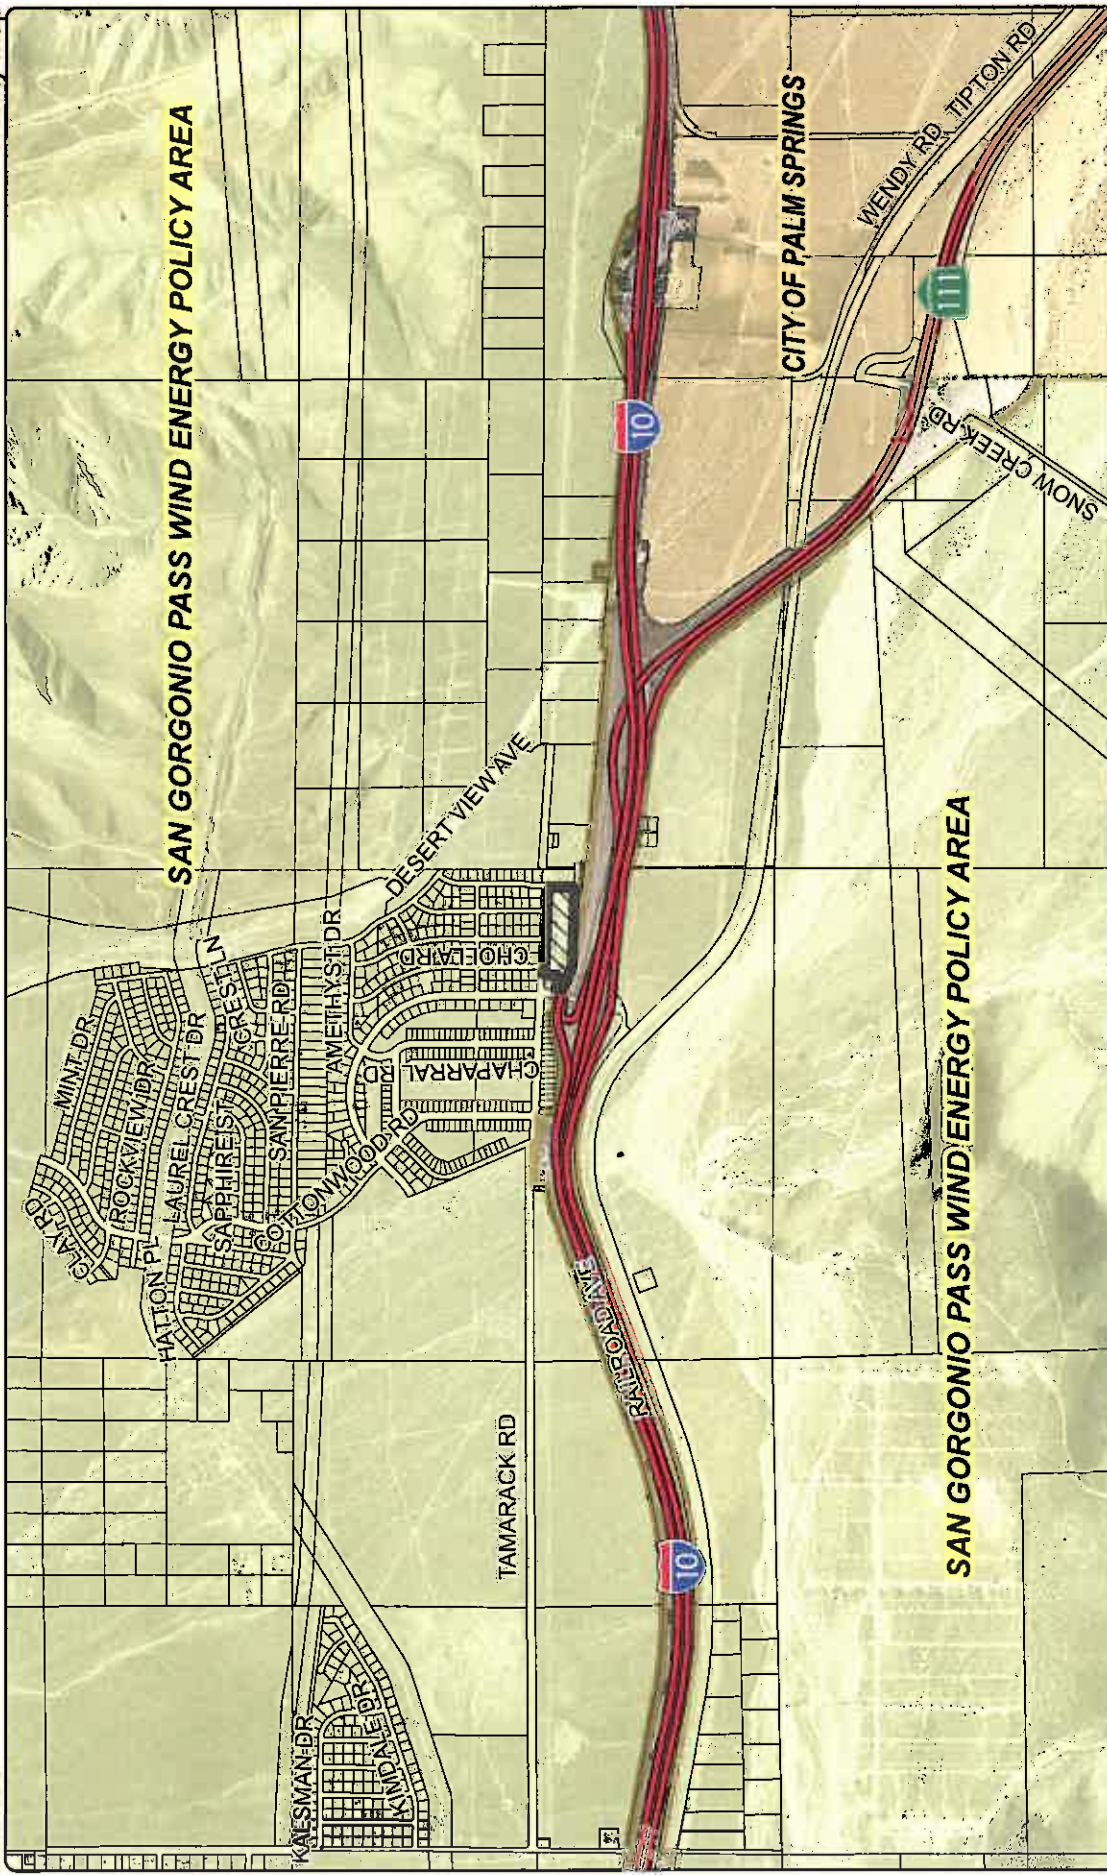 SAN GORGONIO PASS WIND ENERGY POLICY AREA
MINT DR
CLAY RD
ROCKVIEW DR
HATTON PL
LAUREL CREST DR
CREST LN
SAPPHIRE ST
SAN PIERRE RD
AMETHYST DR
COTTONWOOD RD
DESERT VIEW AVE
CHOLLA RD
CHAPARRAL
RD
KALSMAN DR
KIMDALE DR
TAMARACK RD
RAILROAD AVE
10
10
CITY OF PALM SPRINGS
WENDY RD
TIPTON RD
111
SNOW CREEK RD
SAN GORGONIO PASS WIND ENERGY POLICY AREA